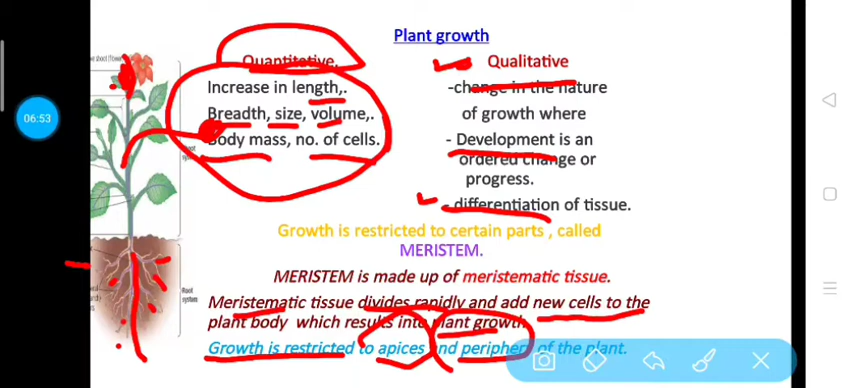 Plant growth
Quantitative.
Increase in length,.
Breadth, size, volume,.
Body mass, no. of cells.
Qualitative
-change in the nature
of growth where
- Development is an
ordered change or
progress.
- differentiation of tissue.
Growth is restricted to certain parts , called
MERISTEM.
MERISTEM is made up of meristematic tissue.
Meristematic tissue divides rapidly and add new cells to the
plant body which results into plant growth.
Growth is restricted to apices and periphery of the plant.
06:53
Root
system